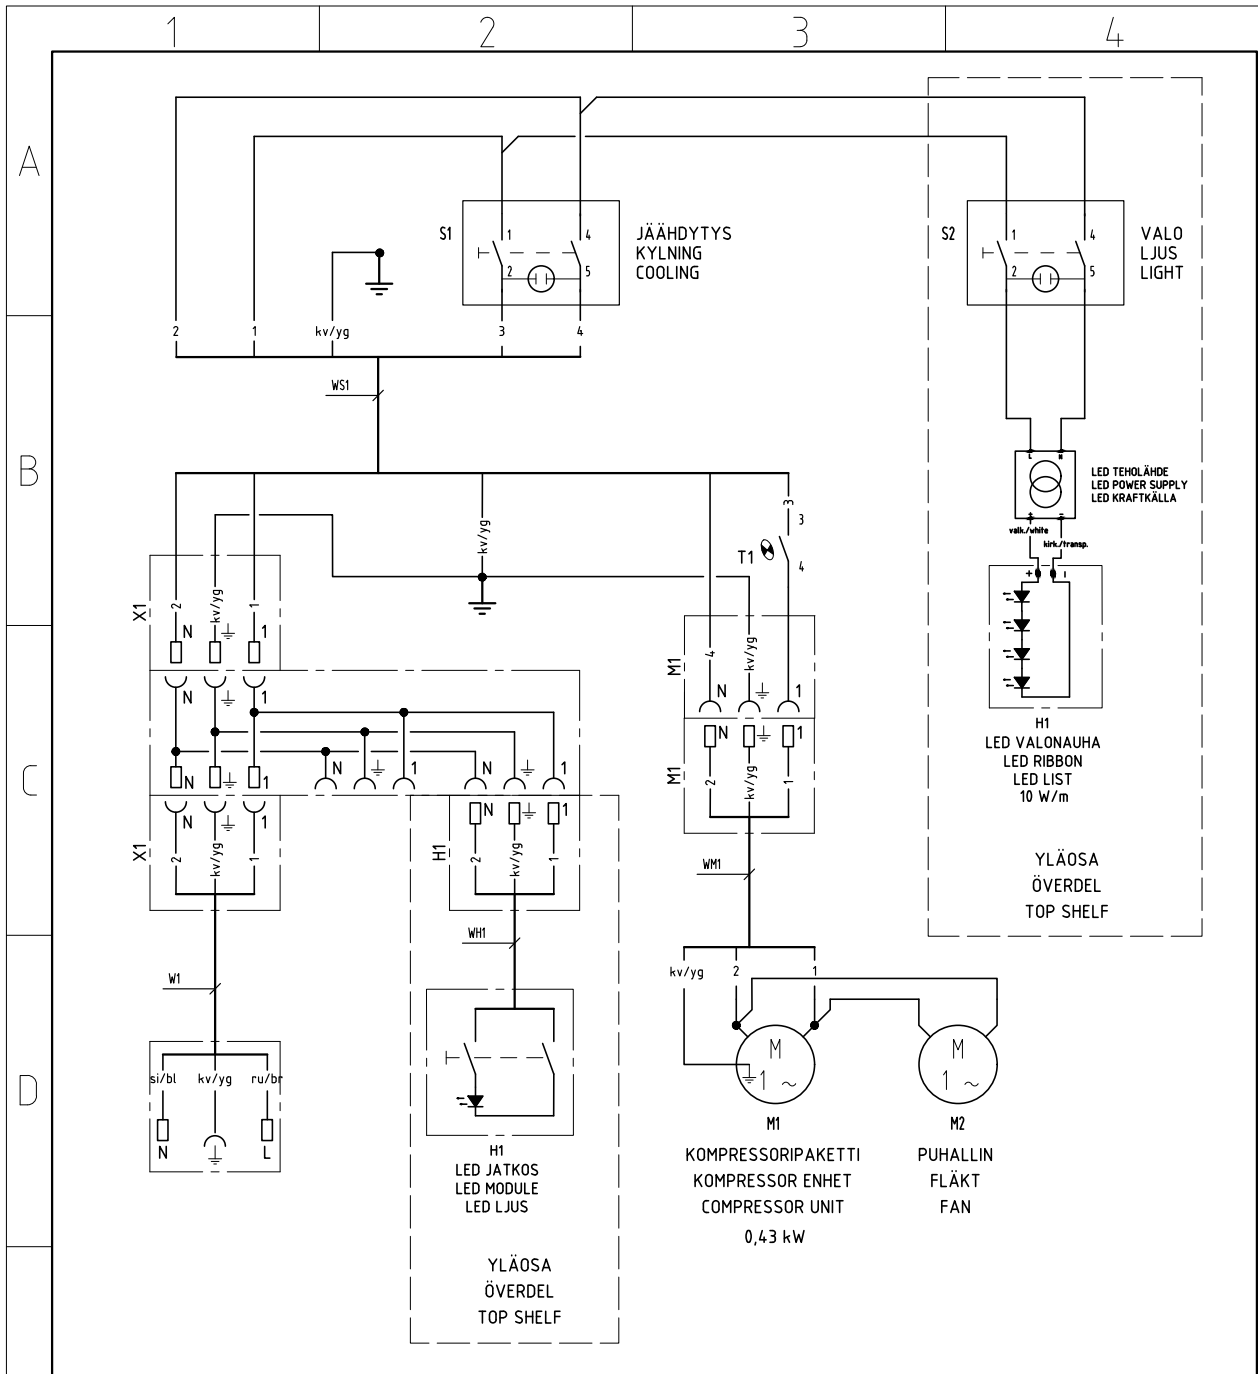 1 2 3 4
A
B
C
D
S1
1 4
2 5
JÄÄHDYTYS
KYLNING
COOLING
S2
1 4
2 5
VALO
LJUS
LIGHT
2 1 kv/yg 3 4
WS1
L N
LED TEHOLÄHDE
LED POWER SUPPLY
LED KRAFTKÄLLA
+ -
valk./white
kirk./transp.
+ -
H1
LED VALONAUHA
LED RIBBON
LED LIST
10 W/m
YLÄOSA
ÖVERDEL
TOP SHELF
kv/yg
3
3
T1
4
X1
2 kv/yg 1
N 1
N 1
N 1
N 1
N 1
N 1
X1
2 kv/yg 1
W1
si/bl kv/yg ru/br
N L
H1
N 1
2 kv/yg 1
WH1
H1
LED JATKOS
LED MODULE
LED LJUS
YLÄOSA
ÖVERDEL
TOP SHELF
M1
4 kv/yg
N 1
M1
N 1
2 kv/yg 1
WM1
kv/yg 2 1
M
1 ~
M1
KOMPRESSORIPAKETTI
KOMPRESSOR ENHET
COMPRESSOR UNIT
0,43 kW
M
1 ~
M2
PUHALLIN
FLÄKT
FAN